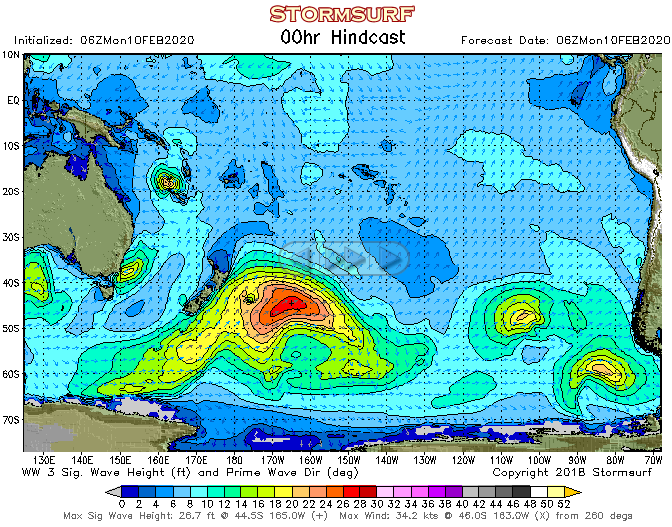 STORMSURF
Initialized: 06ZMon10FEB2020 00hr Hindcast Forecast Date: 06ZMon10FEB2020
10N
EQ
10S
20S
30S
40S
50S
60S
70S
130E 140E 150E 160E 170E 180 170W 160W 150W 140W 130W 120W 110W 100W 90W 80W 70W
WW 3 Sig. Wave Height (ft) and Prime Wave Dir (deg) Copyright 2018 Stormsurf
0 2 4 6 8 10 12 14 16 18 20 22 24 26 28 30 32 34 36 38 40 42 44 46 48 50 52
Max Sig Wave Height: 26.7 ft @ 44.5S 165.0W (+) Max Wind: 34.2 kts @ 46.0S 163.0W (X) from 260 degs